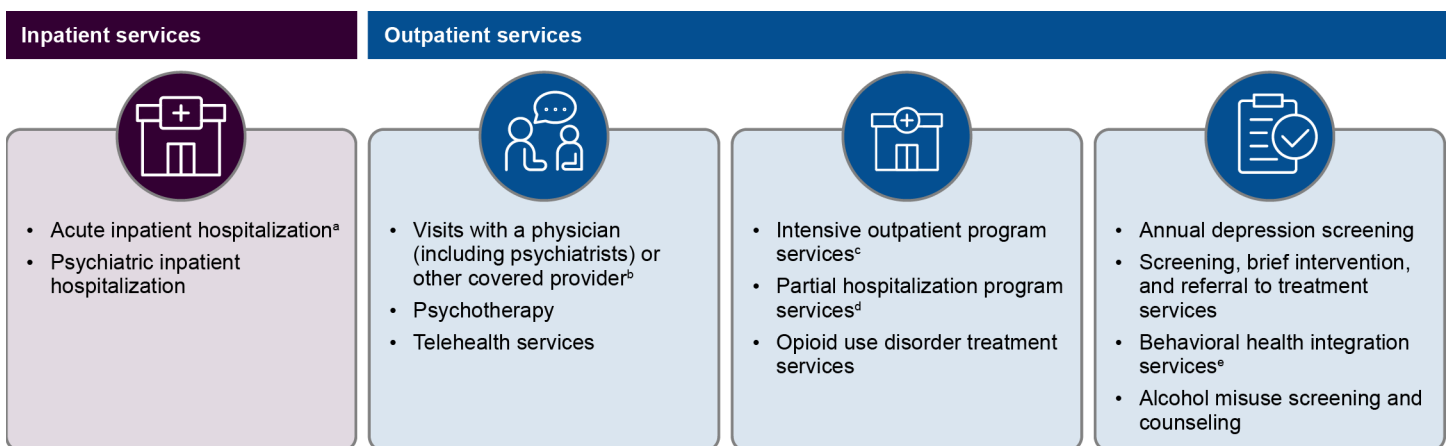 Inpatient services
Outpatient services
• Acute inpatient hospitalizationᵃ
• Psychiatric inpatient
hospitalization
• Visits with a physician
(including psychiatrists) or
other covered providerᵇ
• Psychotherapy
• Telehealth services
• Intensive outpatient program
servicesᶜ
• Partial hospitalization program
servicesᵈ
• Opioid use disorder treatment
services
• Annual depression screening
• Screening, brief intervention,
and referral to treatment
services
• Behavioral health integration
servicesᵉ
• Alcohol misuse screening and
counseling